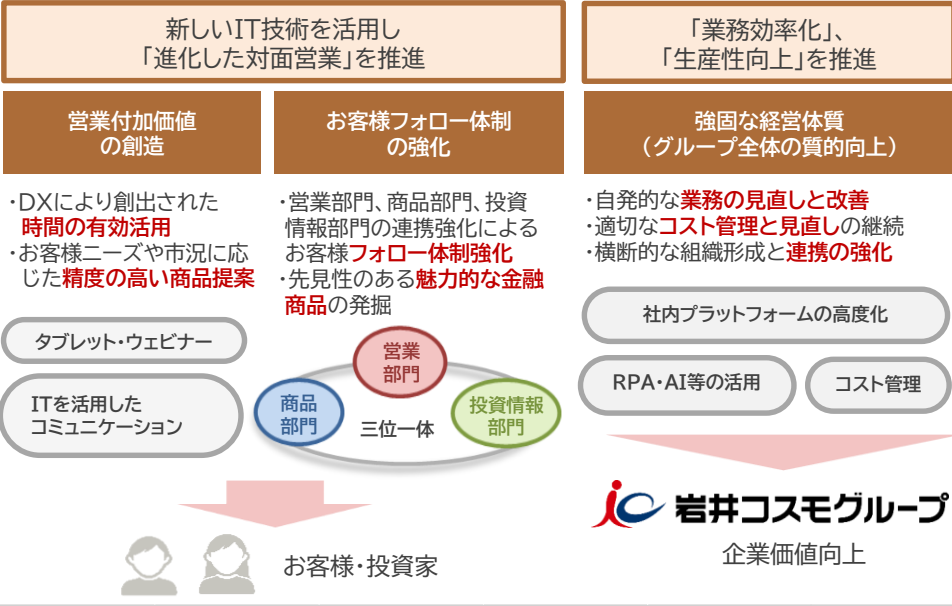 新しいIT技術を活用し
「進化した対面営業」を推進
営業付加価値
の創造
・DXにより創出された
時間の有効活用
・お客様ニーズや市況に応
じた精度の高い商品提案
タブレット・ウェビナー
ITを活用した
コミュニケーション
お客様フォロー体制
の強化
・営業部門、商品部門、投資
情報部門の連携強化による
お客様フォロー体制強化
・先見性のある魅力的な金融
商品の発掘
営業
部門
商品
部門
三位一体
投資情報
部門
お客様・投資家
「業務効率化」、
「生産性向上」を推進
強固な経営体質
（グループ全体の質的向上）
・自発的な業務の見直しと改善
・適切なコスト管理と見直しの継続
・横断的な組織形成と連携の強化
社内プラットフォームの高度化
RPA・AI等の活用
コスト管理
岩井コスモグループ
企業価値向上